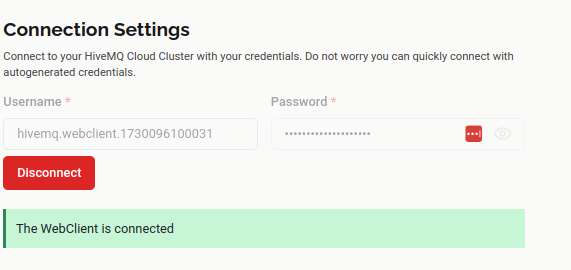 Connection Settings
Connect to your HiveMQ Cloud Cluster with your credentials. Do not worry you can quickly connect with
autogenerated credentials.
Username *
Password *
hivemq.webclient.1730096100031
••••••••••••••••••••
Disconnect
The WebClient is connected